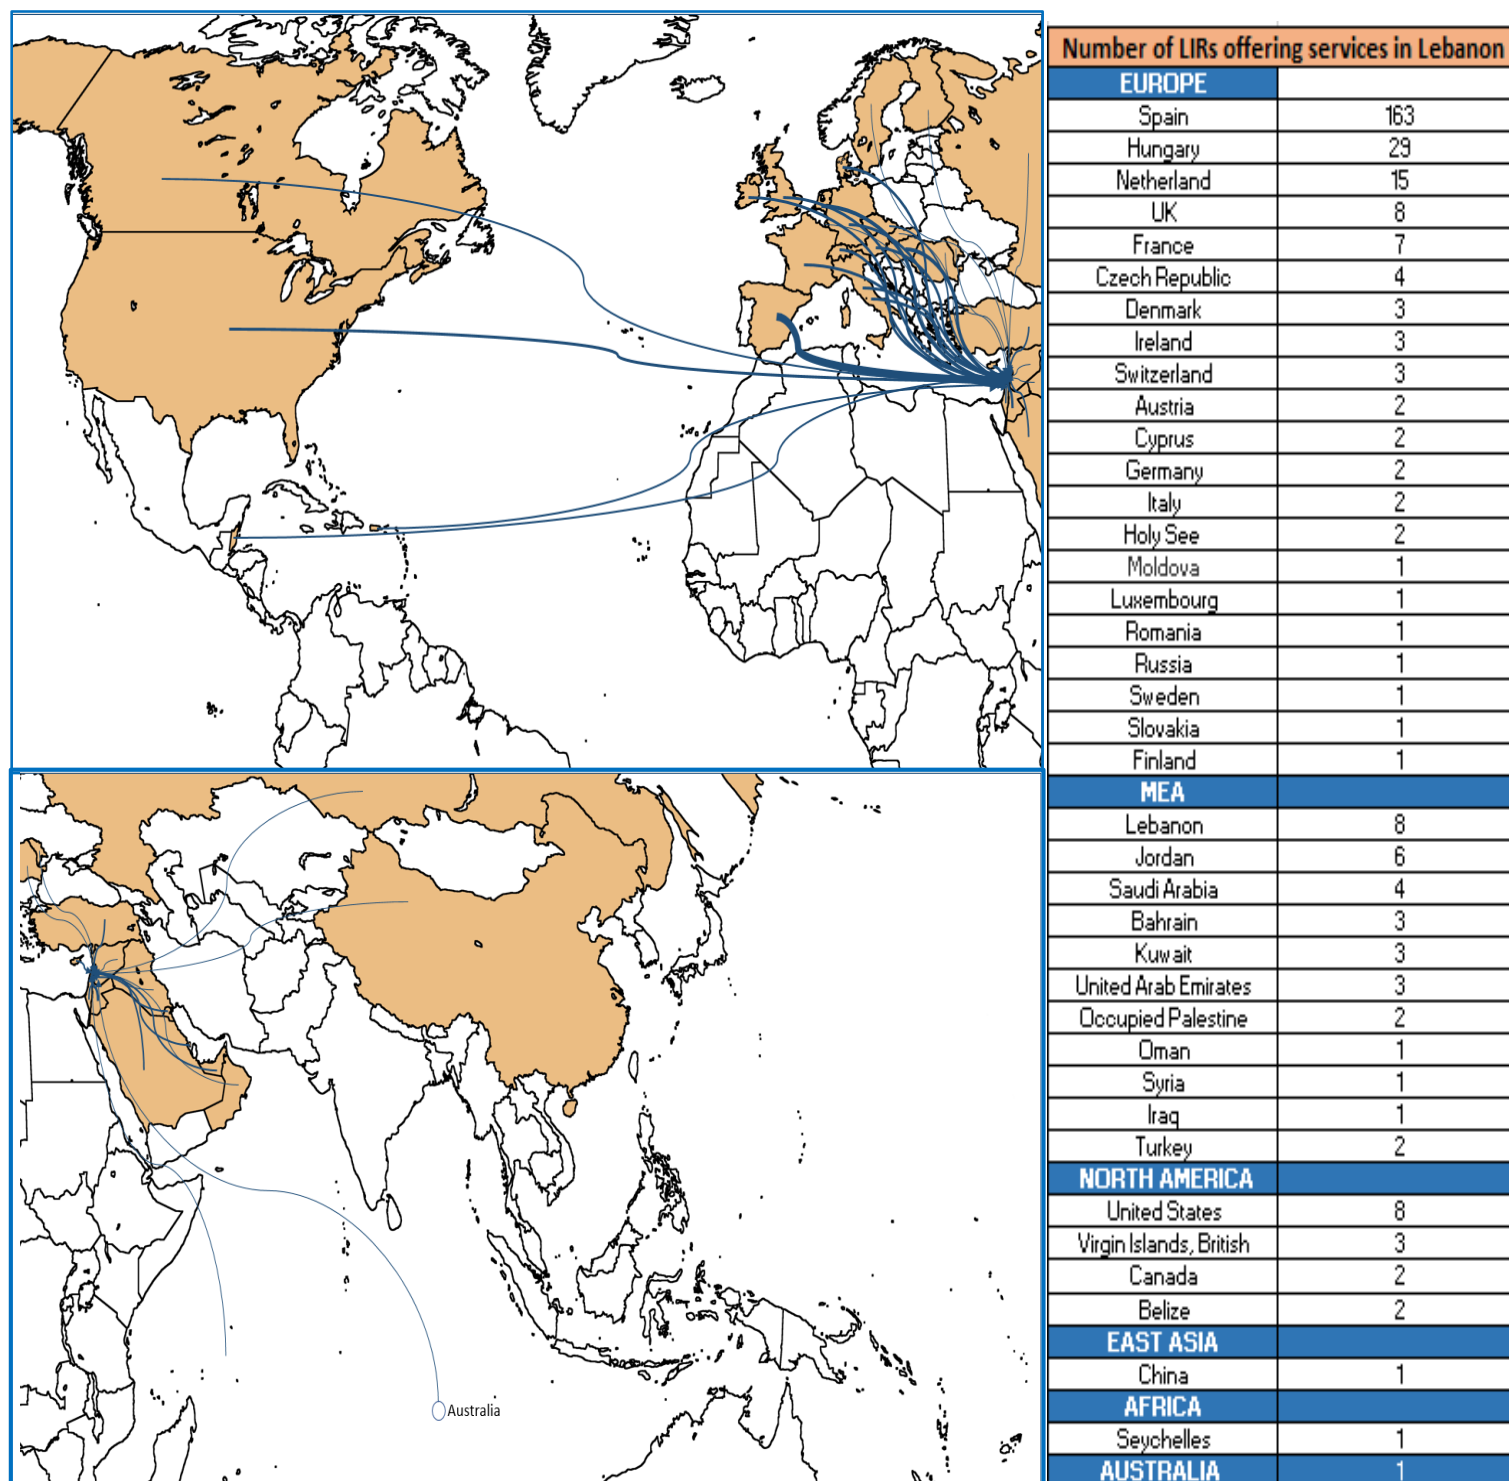 Australia
Number of LIRs offering services in Lebanon
EUROPE
Spain 163
Hungary 29
Netherland 15
UK 8
France 7
Czech Republic 4
Denmark 3
Ireland 3
Switzerland 3
Austria 2
Cyprus 2
Germany 2
Italy 2
Holy See 2
Moldova 1
Luxembourg 1
Romania 1
Russia 1
Sweden 1
Slovakia 1
Finland 1
MEA
Lebanon 8
Jordan 6
Saudi Arabia 4
Bahrain 3
Kuwait 3
United Arab Emirates 3
Occupied Palestine 2
Oman 1
Syria 1
Iraq 1
Turkey 2
NORTH AMERICA
United States 8
Virgin Islands, British 3
Canada 2
Belize 2
EAST ASIA
China 1
AFRICA
Seychelles 1
AUSTRALIA 1